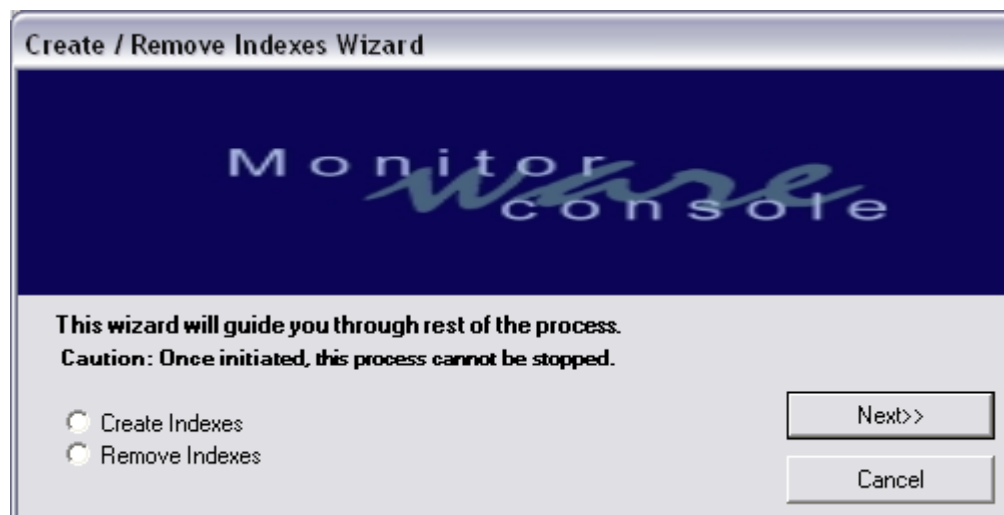 Create / Remove Indexes Wizard
Monitor
ware
console
This wizard will guide you through rest of the process.
Caution: Once initiated, this process cannot be stopped.
Create Indexes
Remove Indexes
Next>>
Cancel